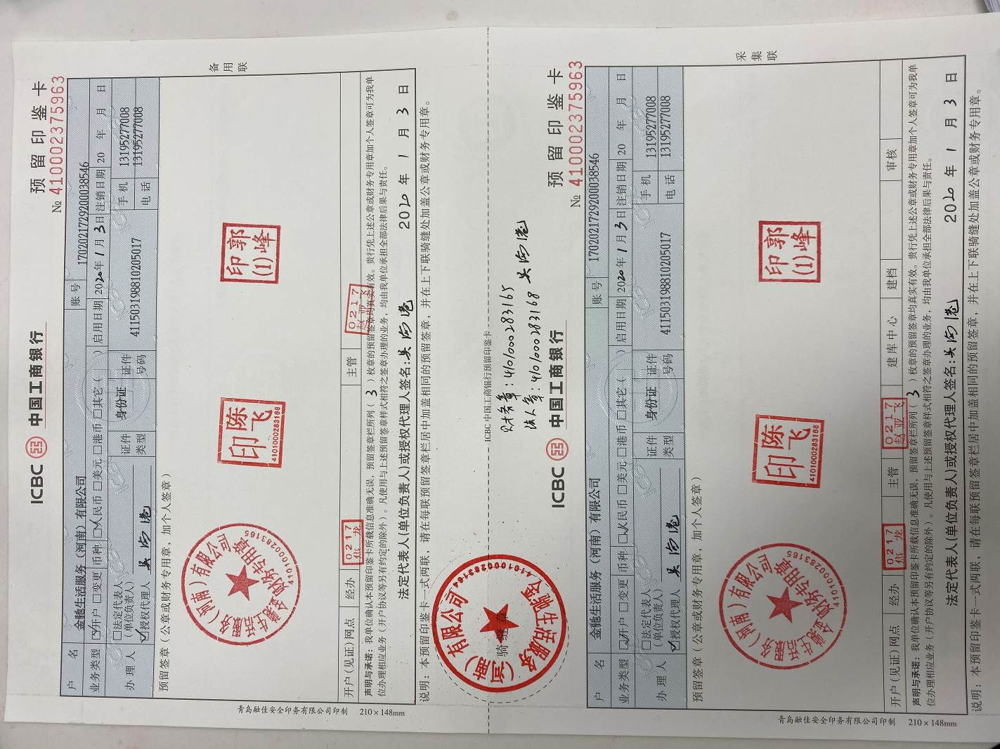 备用联
ICBC 中国工商银行 预留印鉴卡
№ 410002375963
户名 金驰生活服务（河南）有限公司 账号 1702021729200038546
业务类型 ☑开户 □变更 币种 ☑人民币 □美元 □港币 □其它（ ） 启用日期 2020年1月3日 注销日期 20 年 月 日
办理人 □法定代表人（单位负责人） ☑授权代理人 证件类型 身份证 证件号码 411503198810205017 手机 13195277008
电话 13195277008
预留签章（公章或财务专用章，加个人签章）
金驰生活服务（河南）有限公司
财务专用章
4101000283165
陈飞印
4101000283168
郭峰印(1)
开户(见证)网点 经办 0217 焦龙 主管 0217 赵亚飞
声明与承诺：我单位确认本预留印鉴卡所载信息准确无误，预留签章栏所列（3）枚章的预留签章均真实有效。贵行凭上述公章或财务专用章加个人签章可为我单
位办理相应业务（开户协议等另有约定的除外）。凡使用与上述预留签章样式相符之签章办理的业务，均由我单位承担全部法律后果与责任。
法定代表人(单位负责人)或授权代理人签名: 2020 年 1 月 3 日
说明：本预留印鉴卡一式两联，请在每联预留签章栏居中加盖相同的预留签章，并在上下联骑缝处加盖公章或财务专用章。
青岛融佳安全印务有限公司印制 210×148mm
骑缝章
金驰生活服务（河南）有限公司
4101000283164
ICBC 中国工商银行预留印鉴卡
财务章：4101000283165
法人章：4101000283168
采集联
ICBC 中国工商银行 预留印鉴卡
№ 410002375963
户名 金驰生活服务（河南）有限公司 账号 1702021729200038546
业务类型 ☑开户 □变更 币种 ☑人民币 □美元 □港币 □其它（ ） 启用日期 2020年1月3日 注销日期 20 年 月 日
办理人 □法定代表人（单位负责人） ☑授权代理人 证件类型 身份证 证件号码 411503198810205017 手机 13195277008
电话 13195277008
预留签章（公章或财务专用章，加个人签章）
金驰生活服务（河南）有限公司
财务专用章
4101000283165
陈飞印
4101000283168
郭峰印(1)
开户(见证)网点 经办 0217 焦龙 主管 0217 赵亚飞 建库中心 建档 审核
声明与承诺：我单位确认本预留印鉴卡所载信息准确无误，预留签章栏所列（3）枚章的预留签章均真实有效。贵行凭上述公章或财务专用章加个人签章可为我单
位办理相应业务（开户协议等另有约定的除外）。凡使用与上述预留签章样式相符之签章办理的业务，均由我单位承担全部法律后果与责任。
法定代表人(单位负责人)或授权代理人签名: 2020 年 1 月 3 日
说明：本预留印鉴卡一式两联，请在每联预留签章栏居中加盖相同的预留签章，并在上下联骑缝处加盖公章或财务专用章。
青岛融佳安全印务有限公司印制 210×148mm